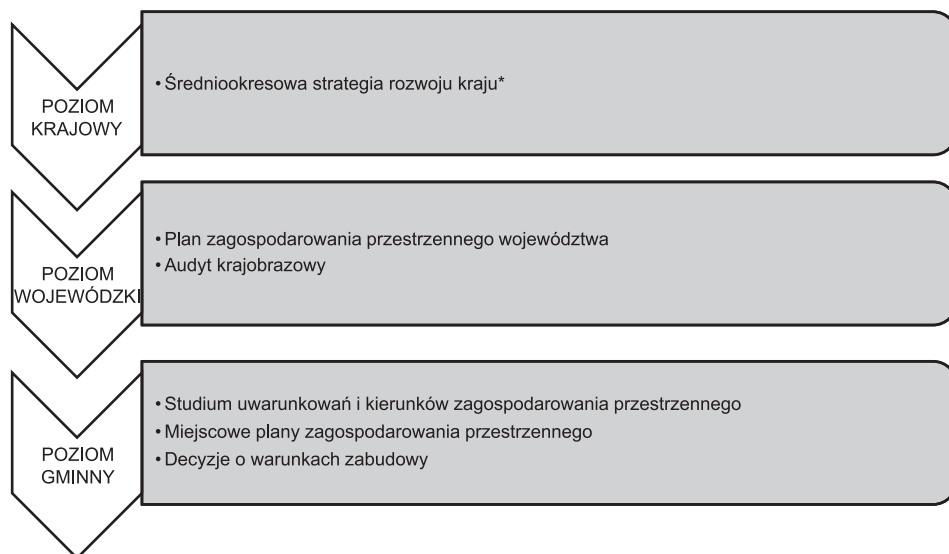 POZIOM
KRAJOWY
• Średniookresowa strategia rozwoju kraju*
POZIOM
WOJEWÓDZKI
• Plan zagospodarowania przestrzennego województwa
• Audyt krajobrazowy
POZIOM
GMINNY
• Studium uwarunkowań i kierunków zagospodarowania przestrzennego
• Miejscowe plany zagospodarowania przestrzennego
• Decyzje o warunkach zabudowy